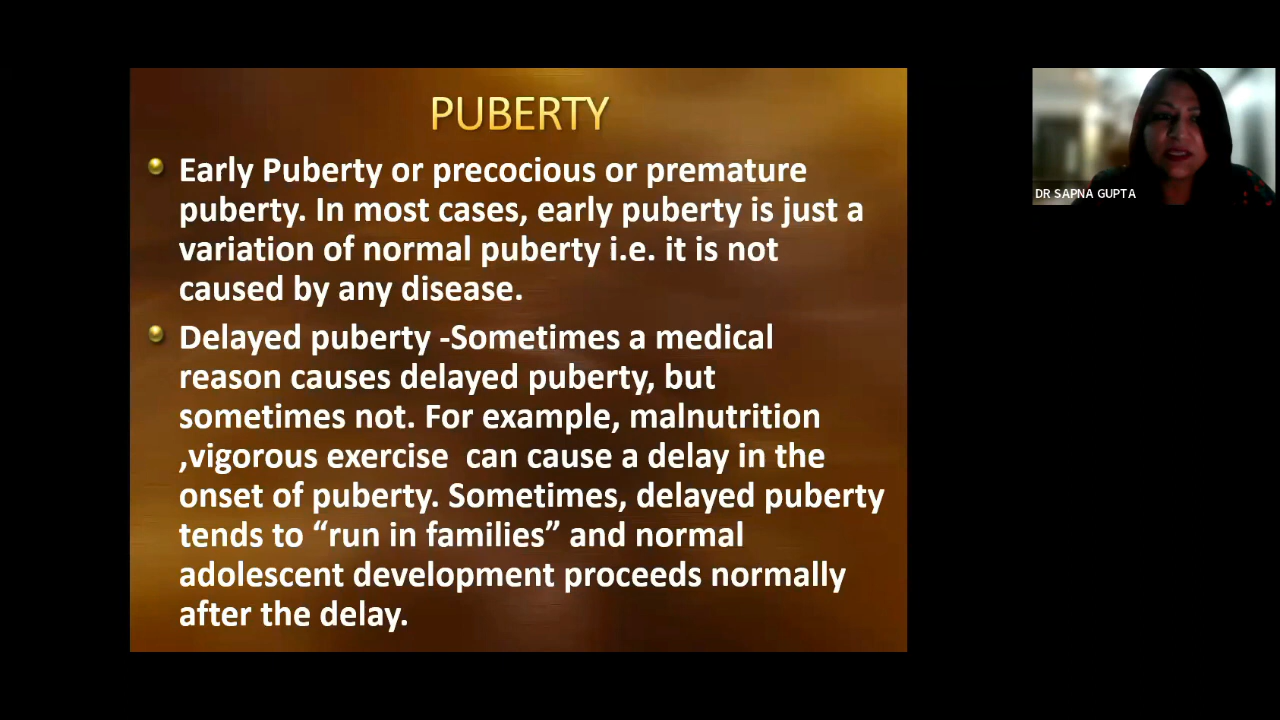 PUBERTY
Early Puberty or precocious or premature
puberty. In most cases, early puberty is just a
variation of normal puberty i.e. it is not
caused by any disease.
Delayed puberty -Sometimes a medical
reason causes delayed puberty, but
sometimes not. For example, malnutrition
,vigorous exercise  can cause a delay in the
onset of puberty. Sometimes, delayed puberty
tends to “run in families” and normal
adolescent development proceeds normally
after the delay.
DR SAPNA GUPTA